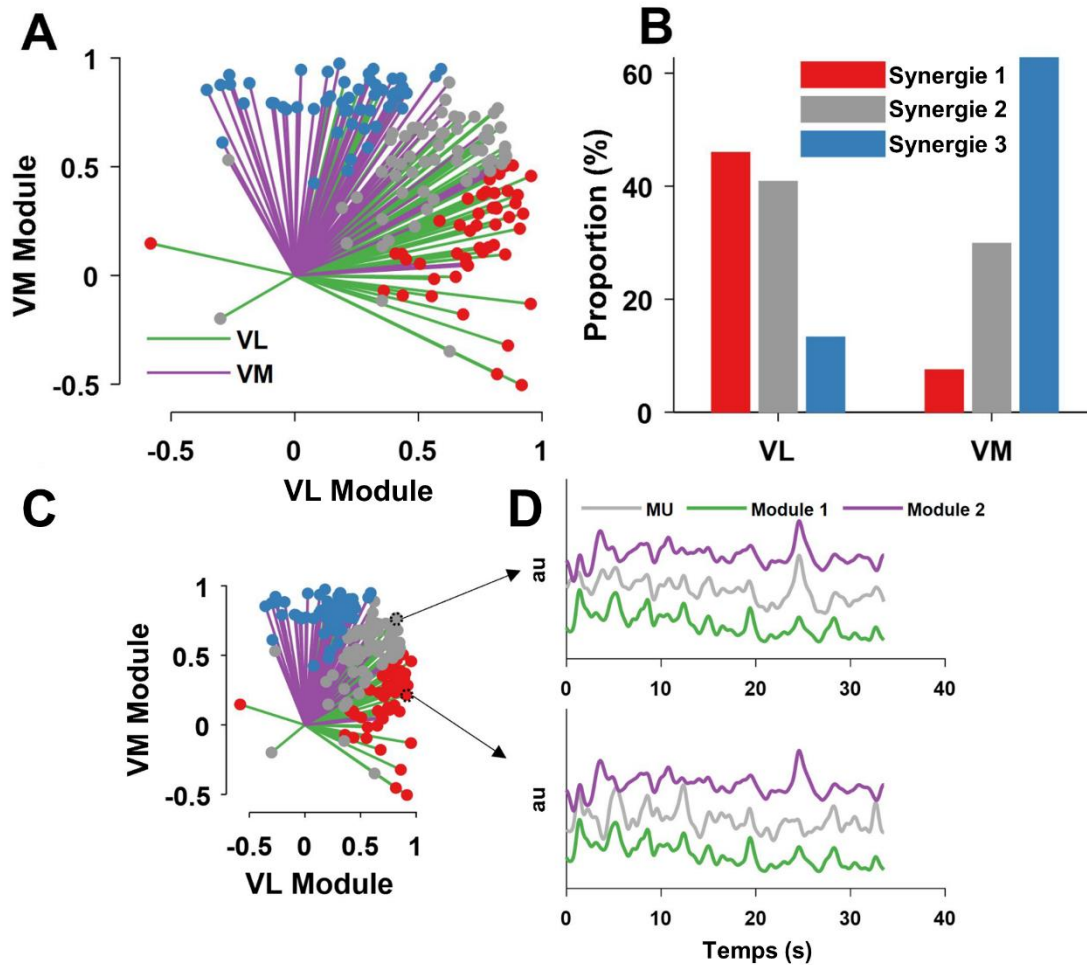 A
VM Module
1
0.5
0
-0.5
VL
VM
-0.5 0 0.5 1
VL Module
B
Proportion (%)
60
40
20
0
Synergie 1
Synergie 2
Synergie 3
VL VM
C
VM Module
1
0.5
0
-0.5
-0.5 0 0.5 1
VL Module
D
MU Module 1 Module 2
au
0 10 20 30 40
au
0 10 20 30 40
Temps (s)